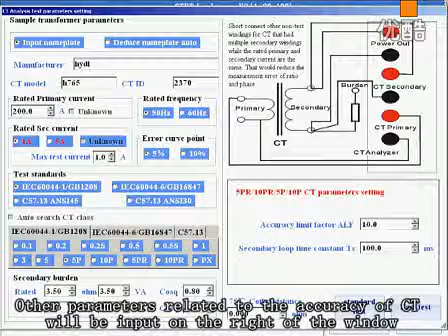 CT Analysis Test parameters setting
优酷
Sample transformer parameters
Input nameplate
Deduce nameplate auto
Manufacturer
hydl
CT model
h765
CT ID
2370
Rated Primary current
200.0
A
Unknown
Rated frequency
50Hz
60Hz
Rated Sec current
1A
5A
Unknown
Max test current
1.0
A
Error curve point
5%
10%
Test standards
IEC60044-1/GB1208
IEC60044-6/GB16847
C57.13 ANSI45
C57.13 ANSI30
Auto search CT class
IEC60044-1/GB1208
IEC60044-6/GB16847
C57.13
0.1
0.2
0.2S
0.5
0.5S
1
3
5
5P
10P
5PR
10PR
PX
Secondary burden
Rated
3.50
VA
3.50
VA
Cosq
0.80
Short connect other non-test
windings for CT that had
multiple secondary windings
while the rated primary and
secondary current are the
same. That would reduce the
measurement error of ratio
and phase
Power Out
Burden
CT Secondary
Primary
Secondary
CT
CT Primary
CT Analyzer
5PR/10PR/5P/10P CT parameters setting
Accuracy limit factor ALF
10.0
Secondary loop time constant Ts
100.0
ms
Other parameters related to the accuracy of CT
will be input on the right of the window